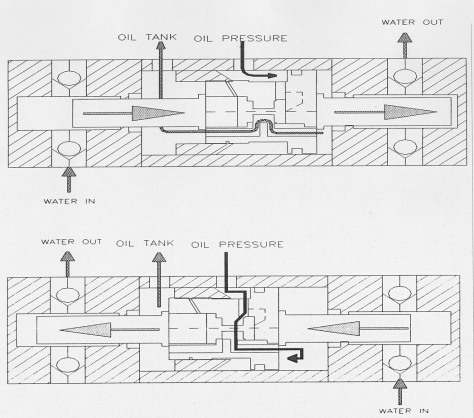 WATER OUT
OIL TANK OIL PRESSURE
WATER IN
WATER OUT OIL TANK OIL PRESSURE
WATER IN